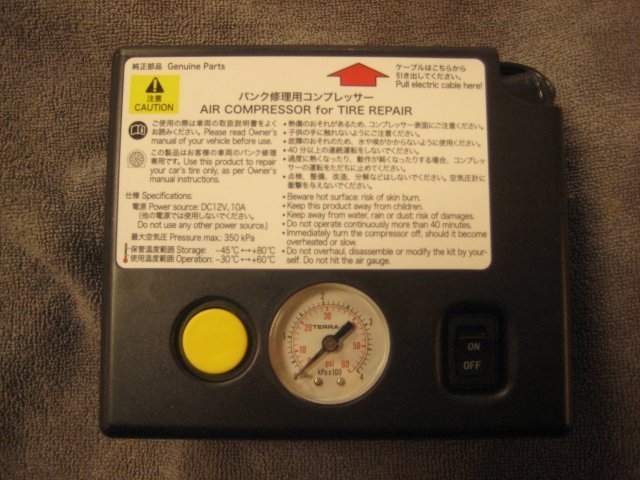 純正部品 Genuine Parts
ケーブルはこちらから
引き出してください。
Pull electric cable here!
注意
CAUTION
パンク修理用コンプレッサー
AIR COMPRESSOR for TIRE REPAIR
ご使用の際は車両の取扱説明書をよく
お読みください。Please read Owner's
manual of your vehicle before use.
この製品はお客様の車両のパンク修理
専用です。Use this product to repair
your car's tire only, as per Owner's
manual instructions.
仕様 Specifications:
電源 Power source: DC12V, 10A
(他の電源では使用しないでください。
Do not use any other power source.)
最大空気圧 Pressure max.: 350 kPa
保管温度範囲 Storage: -45℃↔+80℃
使用温度範囲 Operation: -30℃↔+60℃
• 熱傷のおそれがあるため、コンプレッサー表面にご注意ください。
• 子供の手に触れないようにご注意ください。
• 故障のおそれのため、水や埃がかからないように使用ください。
• 40分以上の連続運転をしないでください。
• 過度に熱くなったり、動作が鈍くなったりする場合、コンプレッ
サーの運転をただちに止めてください。
• 点検、整備、改造、分解などはしないでください。空気圧計に
衝撃を与えないでください。
• Beware hot surface: risk of skin burn.
• Keep this product away from children.
• Keep away from water, rain or dust: risk of damages.
• Do not operate continuously more than 40 minutes.
• Immediately turn the compressor off, should it become
overheated or slow.
• Do not overhaul, disassemble or modify the kit by your-
self. Do not hit the air gauge.
2
30
1
20
3
10
50
0
psi
60
kPa x100
4
ON
OFF